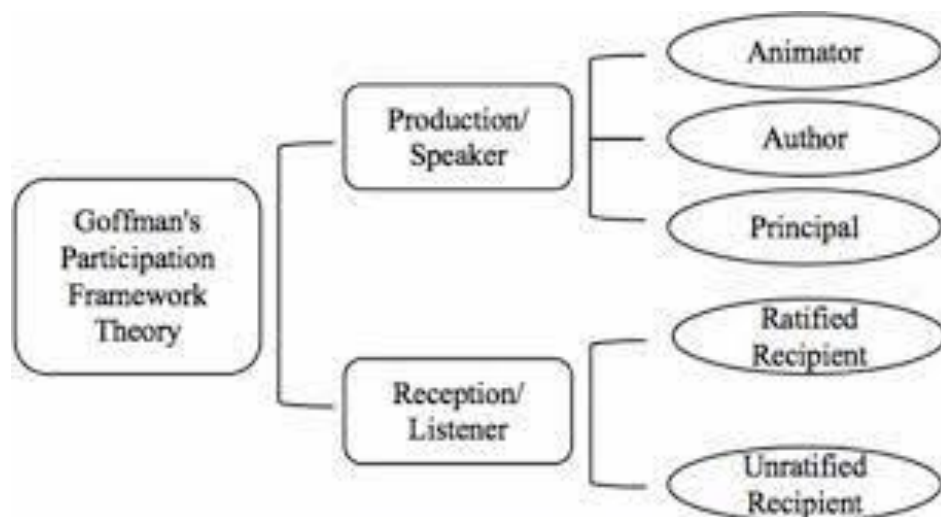 Goffman's
Participation
Framework
Theory
Production/
Speaker
Animator
Author
Principal
Reception/
Listener
Ratified
Recipient
Unratified
Recipient